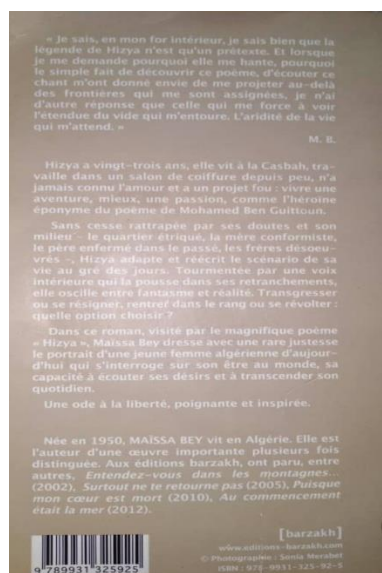 « Je sais, en mon for intérieur, je sais bien que la
légende de Hizya n'est qu'un prétexte. Et lorsque
je me demande pourquoi elle me hante, pourquoi
le simple fait de découvrir ce poème, d'écouter ce
chant m'ont donné envie de me projeter au-delà
des frontières qui me sont assignées, je n'ai
d'autre réponse que celle qui me force à voir
l'étendue du vide qui m'entoure. L'aridité de la vie
qui m'attend. »
M. B.
Hizya a vingt-trois ans, elle vit à la Casbah, tra-
vaille dans un salon de coiffure depuis peu, n'a
jamais connu l'amour et a un projet fou : vivre une
aventure, mieux, une passion, comme l'héroïne
éponyme du poème de Mohamed Ben Guittoun.
Sans cesse rattrapée par ses doutes et son
milieu – le quartier étriqué, la mère conformiste,
le père enfermé dans le passé, les frères désoeu-
vrés –, Hizya adapte et réécrit le scénario de sa
vie au gré des jours. Tourmentée par une voix
intérieure qui la pousse dans ses retranchements,
elle oscille entre fantasme et réalité. Transgresser
ou se résigner, rentrer dans le rang ou se révolter :
quelle option choisir ?
Dans ce roman, visité par le magnifique poème
« Hizya », Maïssa Bey dresse avec une rare justesse
le portrait d'une jeune femme algérienne d'aujour-
d'hui qui s'interroge sur son être au monde, sa
capacité à écouter ses désirs et à transcender son
quotidien.
Une ode à la liberté, poignante et inspirée.
Née en 1950, MAÏSSA BEY vit en Algérie. Elle est
l'auteur d'une œuvre importante plusieurs fois
distinguée. Aux éditions barzakh, ont paru, entre
autres, Entendez-vous dans les montagnes...
(2002), Surtout ne te retourne pas (2005), Puisque
mon cœur est mort (2010), Au commencement
était la mer (2012).
[barzakh]
www.editions-barzakh.com
© Photographie : Sonia Merabet
ISBN : 978-9931-325-92-5
9 789931 325925